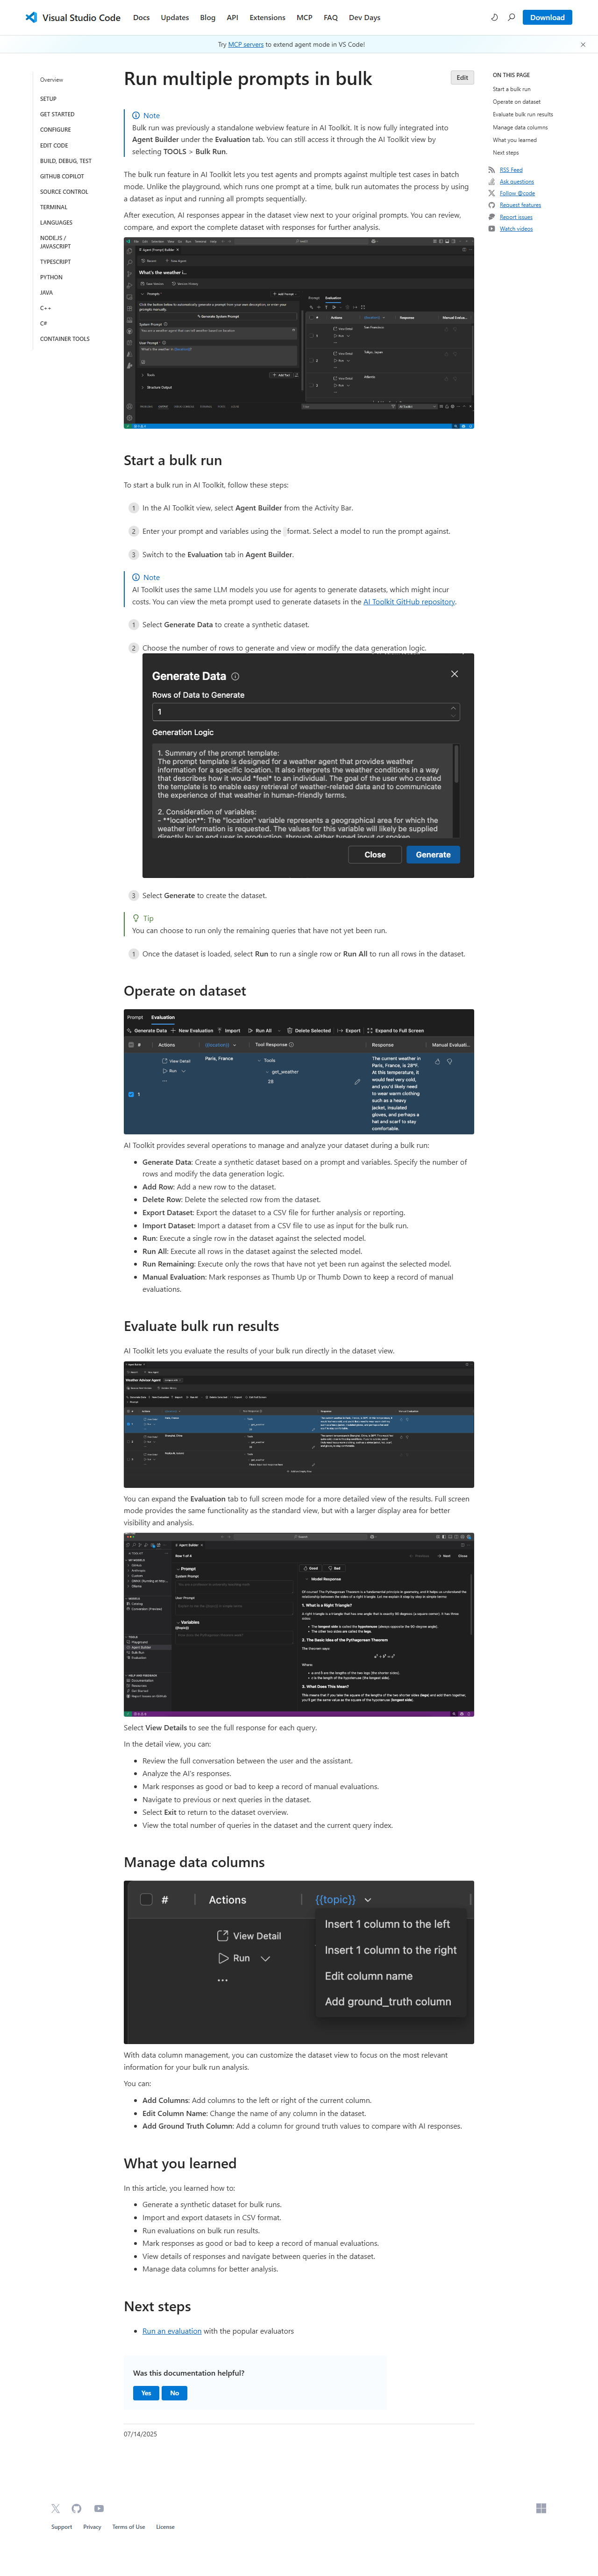 Visual Studio Code Docs Updates Blog API Extensions MCP FAQ Dev Days Download
Try MCP servers to extend agent mode in VS Code!
Overview
SETUP
GET STARTED
CONFIGURE
EDIT CODE
BUILD, DEBUG, TEST
GITHUB COPILOT
SOURCE CONTROL
TERMINAL
LANGUAGES
NODE.JS /
JAVASCRIPT
TYPESCRIPT
PYTHON
JAVA
C++
C#
CONTAINER TOOLS
Run multiple prompts in bulk
Edit
ON THIS PAGE
Start a bulk run
Operate on dataset
Evaluate bulk run results
Manage data columns
What you learned
Next steps
RSS Feed
Ask questions
Follow @code
Request features
Report issues
Watch videos
Note
Bulk run was previously a standalone webview feature in AI Toolkit. It is now fully integrated into
Agent Builder under the Evaluation tab. You can still access it through the AI Toolkit view by
selecting TOOLS > Bulk Run.
The bulk run feature in AI Toolkit lets you test agents and prompts against multiple test cases in batch
mode. Unlike the playground, which runs only one prompt at a time, bulk run automates the process by using
a dataset as input and running all prompts sequentially.
After execution, AI responses appear in the dataset view next to your original prompts. You can review,
compare, and export the complete dataset with responses for further analysis.
What's the weather i...
Prompt Evaluation
Start a bulk run
To start a bulk run in AI Toolkit, follow these steps:
1 In the AI Toolkit view, select Agent Builder from the Activity Bar.
2 Enter your prompt and variables using the format. Select a model to run the prompt against.
3 Switch to the Evaluation tab in Agent Builder.
Note
AI Toolkit uses the same LLM models you use for agents to generate datasets, which might incur
costs. You can view the meta prompt used to generate datasets in the AI Toolkit GitHub repository.
1 Select Generate Data to create a synthetic dataset.
2 Choose the number of rows to generate and view or modify the data generation logic.
Generate Data
Rows of Data to Generate
1
Generation Logic
1. Summary of the prompt template:
The prompt template is designed for a weather agent that provides weather
information for a specific location. It also interprets the weather conditions in a way
that describes how it would *feel* to an individual. The goal of the user who created
the template is to enable easy retrieval of weather-related data and to communicate
the experience of that weather in human-friendly terms.
2. Consideration of variables:
- **location**: The "location" variable represents a geographical area for which the
weather information is requested. The values for this variable will likely be supplied
Close Generate
3 Select Generate to create the dataset.
Tip
You can choose to run only the remaining queries that have not yet been run.
1 Once the dataset is loaded, select Run to run a single row or Run All to run all rows in the dataset.
Operate on dataset
Prompt Evaluation
Generate Data New Evaluation Import Run All Delete Selected Export Expand to Full Screen
# Actions Tool Response Response Manual Evaluati...
View Detail Paris, France Tools
Run get_weather
28
1
The current weather in
Paris, France, is 28°F.
At this temperature, it
would feel very cold,
and you'd likely need
to wear warm clothing
such as a heavy
jacket, insulated
gloves, and perhaps a
hat and scarf to stay
comfortably.
AI Toolkit provides several operations to manage and analyze your dataset during a bulk run:
Generate Data: Create a synthetic dataset based on a prompt and variables. Specify the number of
rows and modify the data generation logic.
Add Row: Add a new row to the dataset.
Delete Row: Delete the selected row from the dataset.
Export Dataset: Export the dataset to a CSV file for further analysis or reporting.
Import Dataset: Import a dataset from a CSV file to use as input for the bulk run.
Run: Execute a single row in the dataset against the selected model.
Run All: Execute all rows in the dataset against the selected model.
Run Remaining: Execute only the rows that have not yet been run against the selected model.
Manual Evaluation: Mark responses as Thumb Up or Thumb Down to keep a record of manual
evaluations.
Evaluate bulk run results
AI Toolkit lets you evaluate the results of your bulk run directly in the dataset view.
Weather Advisor Agent
You can expand the Evaluation tab to full screen mode for a more detailed view of the results. Full screen
mode provides the same functionality as the standard view, but with a larger display area for better
visibility and analysis.
Prompt
System Prompt
User Prompt
Variables
Model Response
1. What is a Right Triangle?
2. The Basic Idea of the Pythagorean Theorem
The theorem says:
Where:
3. What Does This Mean?
Select View Details to see the full response for each query.
In the detail view, you can:
Review the full conversation between the user and the assistant.
Analyze the AI's responses.
Mark responses as good or bad to keep a record of manual evaluations.
Navigate to previous or next queries in the dataset.
Select Exit to return to the dataset overview.
View the total number of queries in the dataset and the current query index.
Manage data columns
# Actions {{topic}}
View Detail
Run
Insert 1 column to the left
Insert 1 column to the right
Edit column name
Add ground_truth column
With data column management, you can customize the dataset view to focus on the most relevant
information for your bulk run analysis.
You can:
Add Columns: Add columns to the left or right of the current column.
Edit Column Name: Change the name of any column in the dataset.
Add Ground Truth Column: Add a column for ground truth values to compare with AI responses.
What you learned
In this article, you learned how to:
Generate a synthetic dataset for bulk runs.
Import and export datasets in CSV format.
Run evaluations on bulk run results.
Mark responses as good or bad to keep a record of manual evaluations.
View details of responses and navigate between queries in the dataset.
Manage data columns for better analysis.
Next steps
Run an evaluation with the popular evaluators
Was this documentation helpful?
Yes No
07/14/2025
Support Privacy Terms of Use License